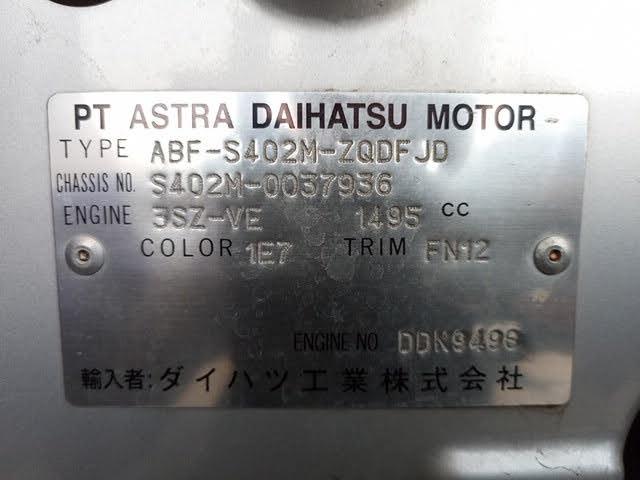 PT ASTRA DAIHATSU MOTOR
TYPE ABF-S402M-ZQDFJD
CHASSIS NO. S402M-0037936
ENGINE 3SZ-VE 1495 cc
COLOR 1E7 TRIM FN12
ENGINE NO DDN9498
輸入者:ダイハツ工業株式会社